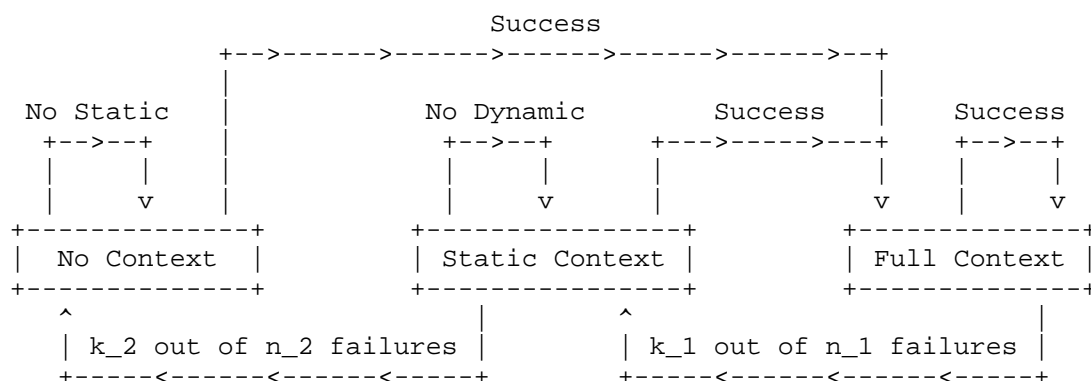 Success
No Static No Dynamic Success Success
No Context Static Context Full Context
k_2 out of n_2 failures k_1 out of n_1 failures